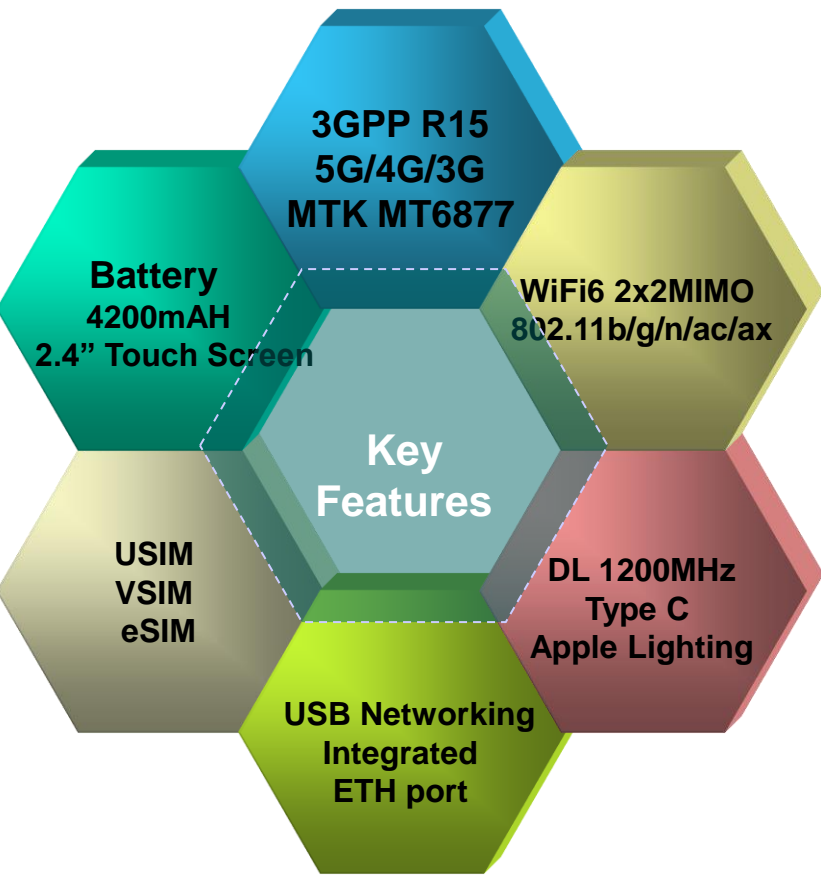 3GPP R15
5G/4G/3G
MTK MT6877
Battery
4200mAH
2.4” Touch Screen
WiFi6 2x2MIMO
802.11b/g/n/ac/ax
Key
Features
USIM
VSIM
eSIM
DL 1200MHz
Type C
Apple Lighting
USB Networking
Integrated
ETH port